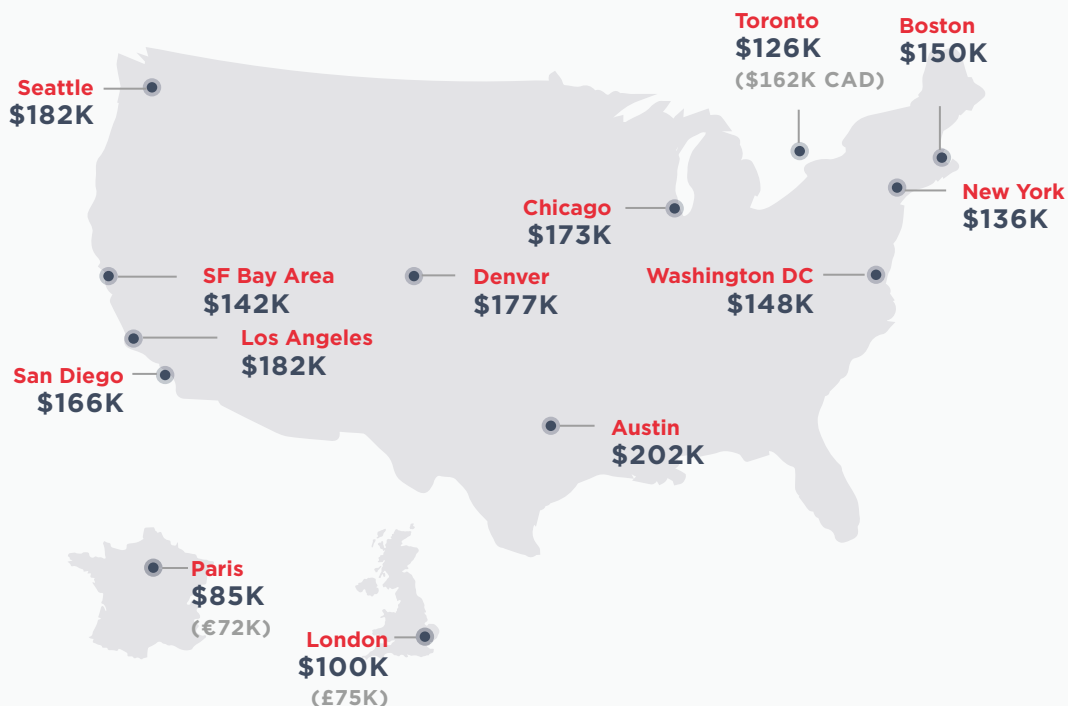 Toronto
$126K
($162K CAD)
Boston
$150K
Seattle
$182K
New York
$136K
Chicago
$173K
SF Bay Area
$142K
Denver
$177K
Washington DC
$148K
Los Angeles
$182K
San Diego
$166K
Austin
$202K
Paris
$85K
(€72K)
London
$100K
(£75K)